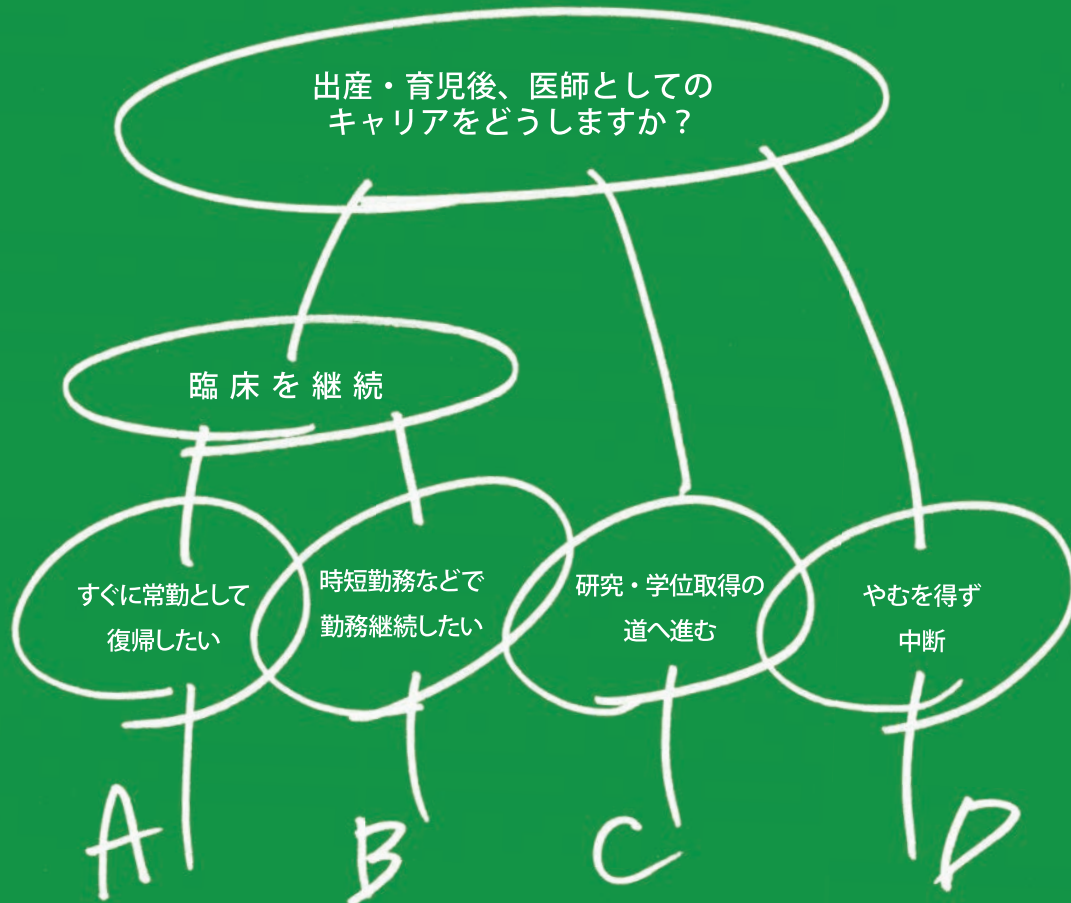 出産・育児後、医師としての
キャリアをどうしますか？
臨床を継続
すぐに常勤として
復帰したい
時短勤務などで
勤務継続したい
研究・学位取得の
道へ進む
やむを得ず
中断
A
B
C
D